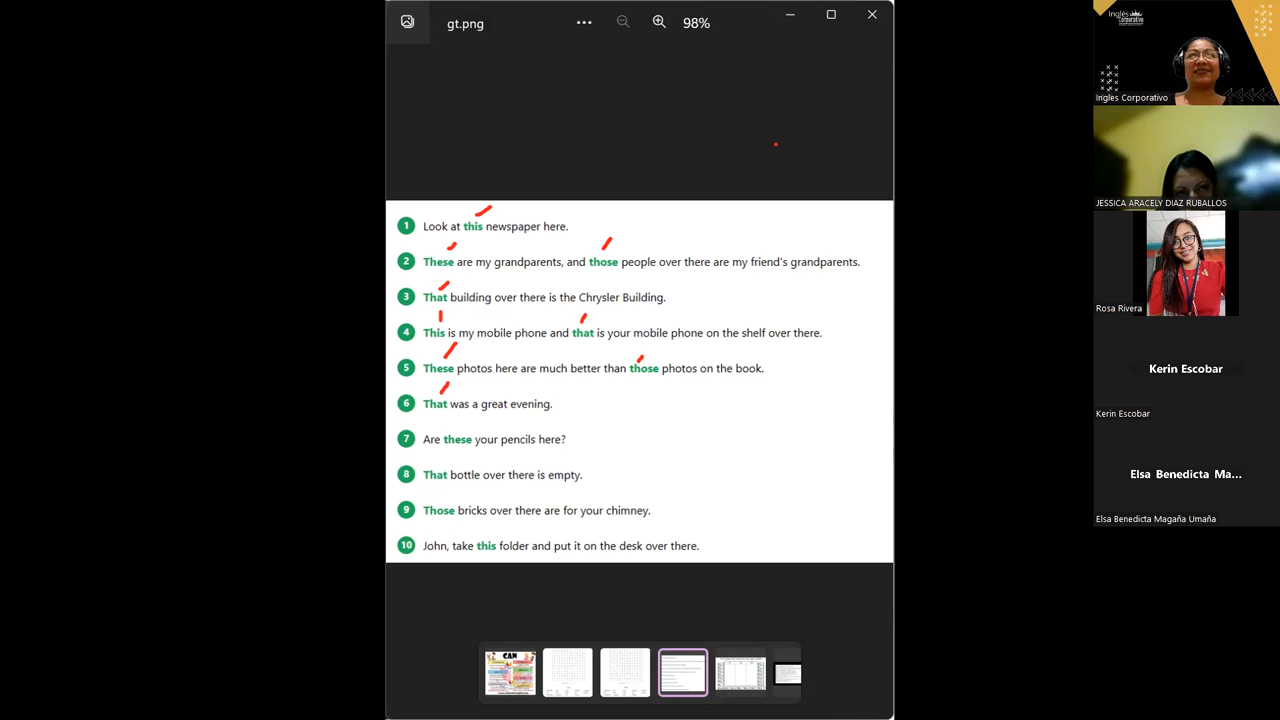 gt.png
98%
1 Look at this newspaper here.
2 These are my grandparents, and those people over there are my friend's grandparents.
3 That building over there is the Chrysler Building.
4 This is my mobile phone and that is your mobile phone on the shelf over there.
5 These photos here are much better than those photos on the book.
6 That was a great evening.
7 Are these your pencils here?
8 That bottle over there is empty.
9 Those bricks over there are for your chimney.
10 John, take this folder and put it on the desk over there.
CAN
Inglés
Corporativo
Ingles Corporativo
JESSICA ARACELY DIAZ RUBALLOS
Rosa Rivera
Kerin Escobar
Kerin Escobar
Elsa Benedicta Ma...
Elsa Benedicta Magaña Umaña